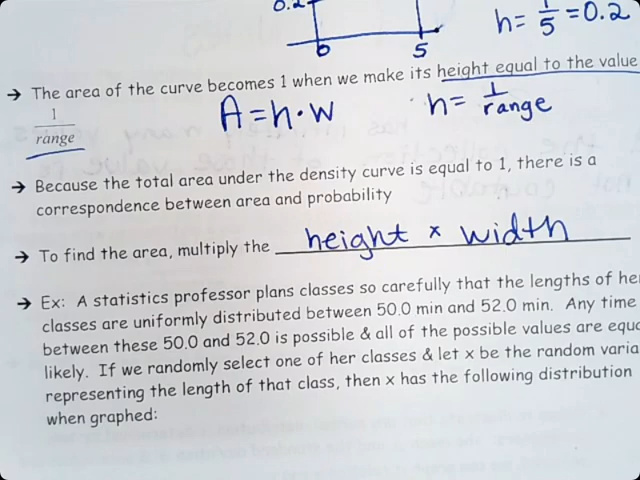 0.2
h = 1/5 = 0.2
0 5
→ The area of the curve becomes 1 when we make its height equal to the value
1/range A = h · w h = 1/range
→ Because the total area under the density curve is equal to 1, there is a
correspondence between area and probability
→ To find the area, multiply the height x width
→ Ex: A statistics professor plans classes so carefully that the lengths of her
classes are uniformly distributed between 50.0 min and 52.0 min. Any time
between these 50.0 and 52.0 is possible & all of the possible values are
likely. If we randomly select one of her classes & let x be the random
representing the length of that class, then x has the following distribution
when graphed: